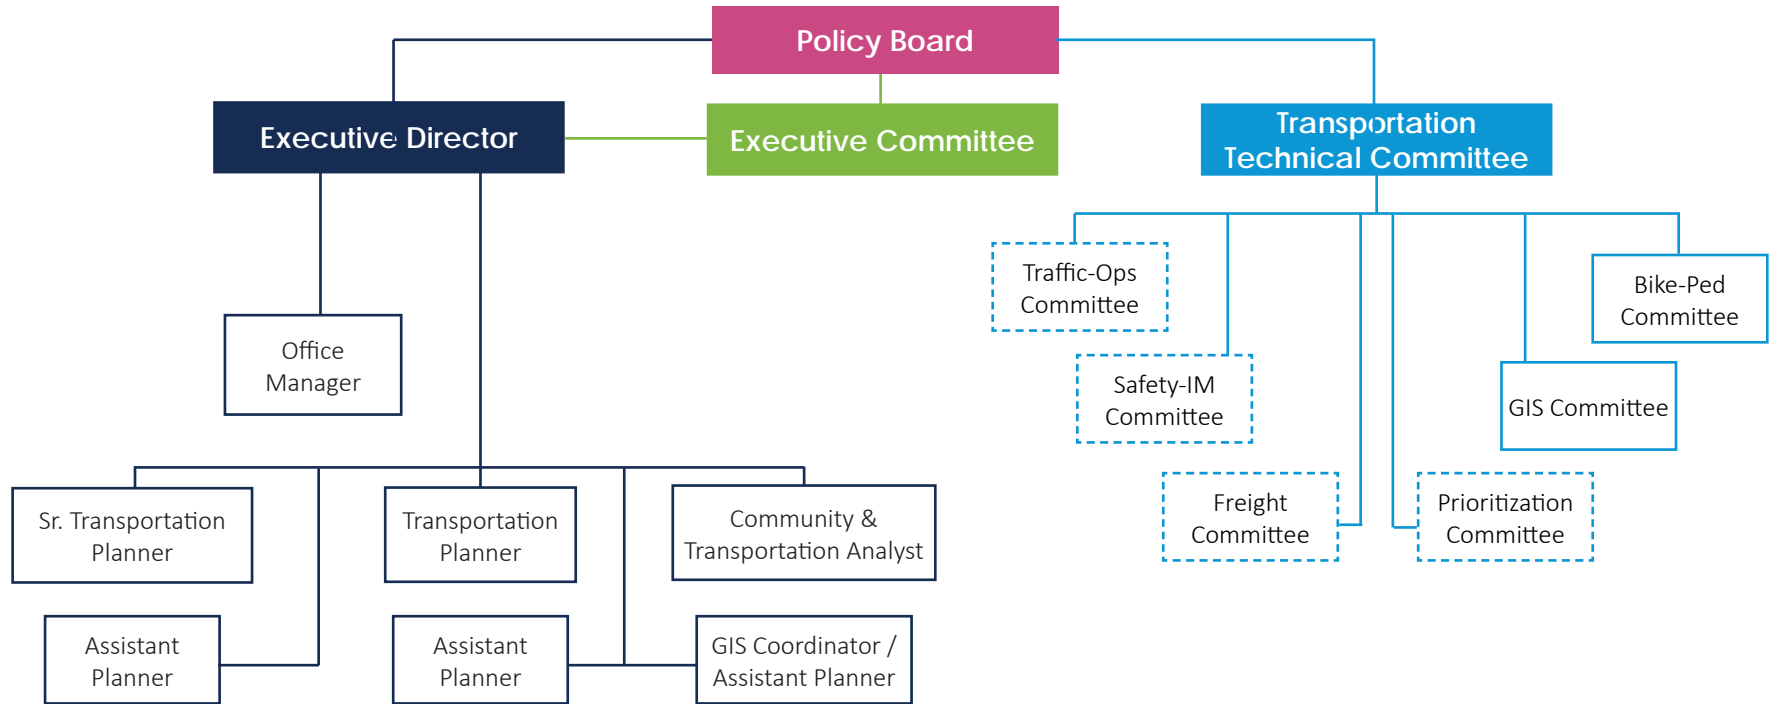 Policy Board
Executive Director
Executive Committee
Transportation
Technical Committee
Traffic-Ops
Committee
Bike-Ped
Committee
Office
Manager
Safety-IM
Committee
GIS Committee
Sr. Transportation
Planner
Transportation
Planner
Community &
Transportation Analyst
Freight
Committee
Prioritization
Committee
Assistant
Planner
Assistant
Planner
GIS Coordinator /
Assistant Planner